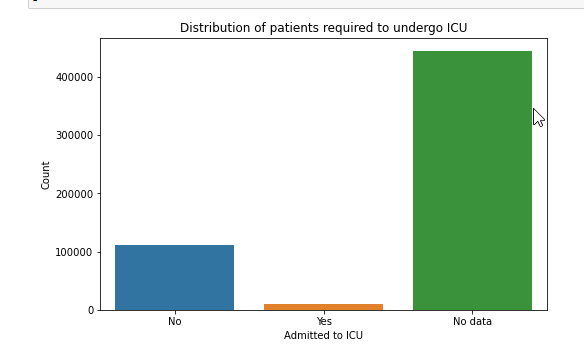 Distribution of patients required to undergo ICU
400000
300000
200000
100000
0
Count
No Yes No data
Admitted to ICU